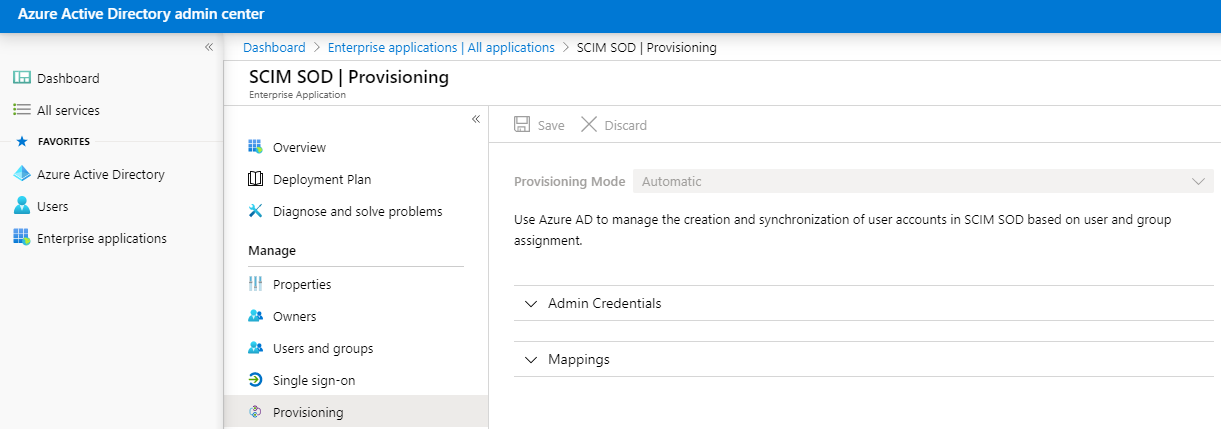 Azure Active Directory admin center
«
Dashboard
All services
FAVORITES
Azure Active Directory
Users
Enterprise applications
Dashboard > Enterprise applications | All applications > SCIM SOD | Provisioning
SCIM SOD | Provisioning
Enterprise Application
«
Overview
Deployment Plan
Diagnose and solve problems
Manage
Properties
Owners
Users and groups
Single sign-on
Provisioning
Save Discard
Provisioning Mode Automatic
Use Azure AD to manage the creation and synchronization of user accounts in SCIM SOD based on user and group
assignment.
Admin Credentials
Mappings